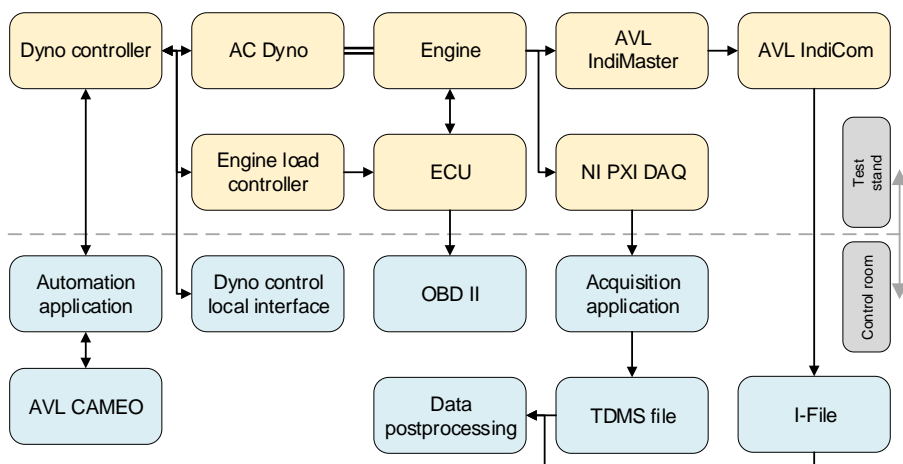 Dyno controller
AC Dyno
Engine
AVL
IndiMaster
AVL IndiCom
Engine load
controller
ECU
NI PXI DAQ
Test
stand
Automation
application
Dyno control
local interface
OBD II
Acquisition
application
Control room
AVL CAMEO
Data
postprocessing
TDMS file
I-File